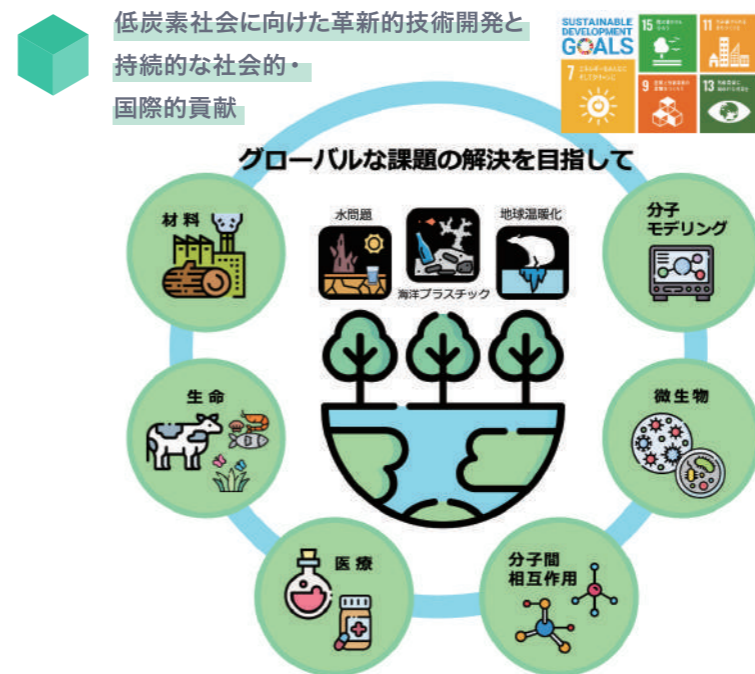 低炭素社会に向けた革新的技術開発と
持続的な社会的・
国際的貢献
SUSTAINABLE
DEVELOPMENT
GOALS
15
11
7
9
13
グローバルな課題の解決を目指して
材料
水問題
地球温暖化
海洋プラスチック
分子
モデリング
生命
微生物
医療
分子間
相互作用